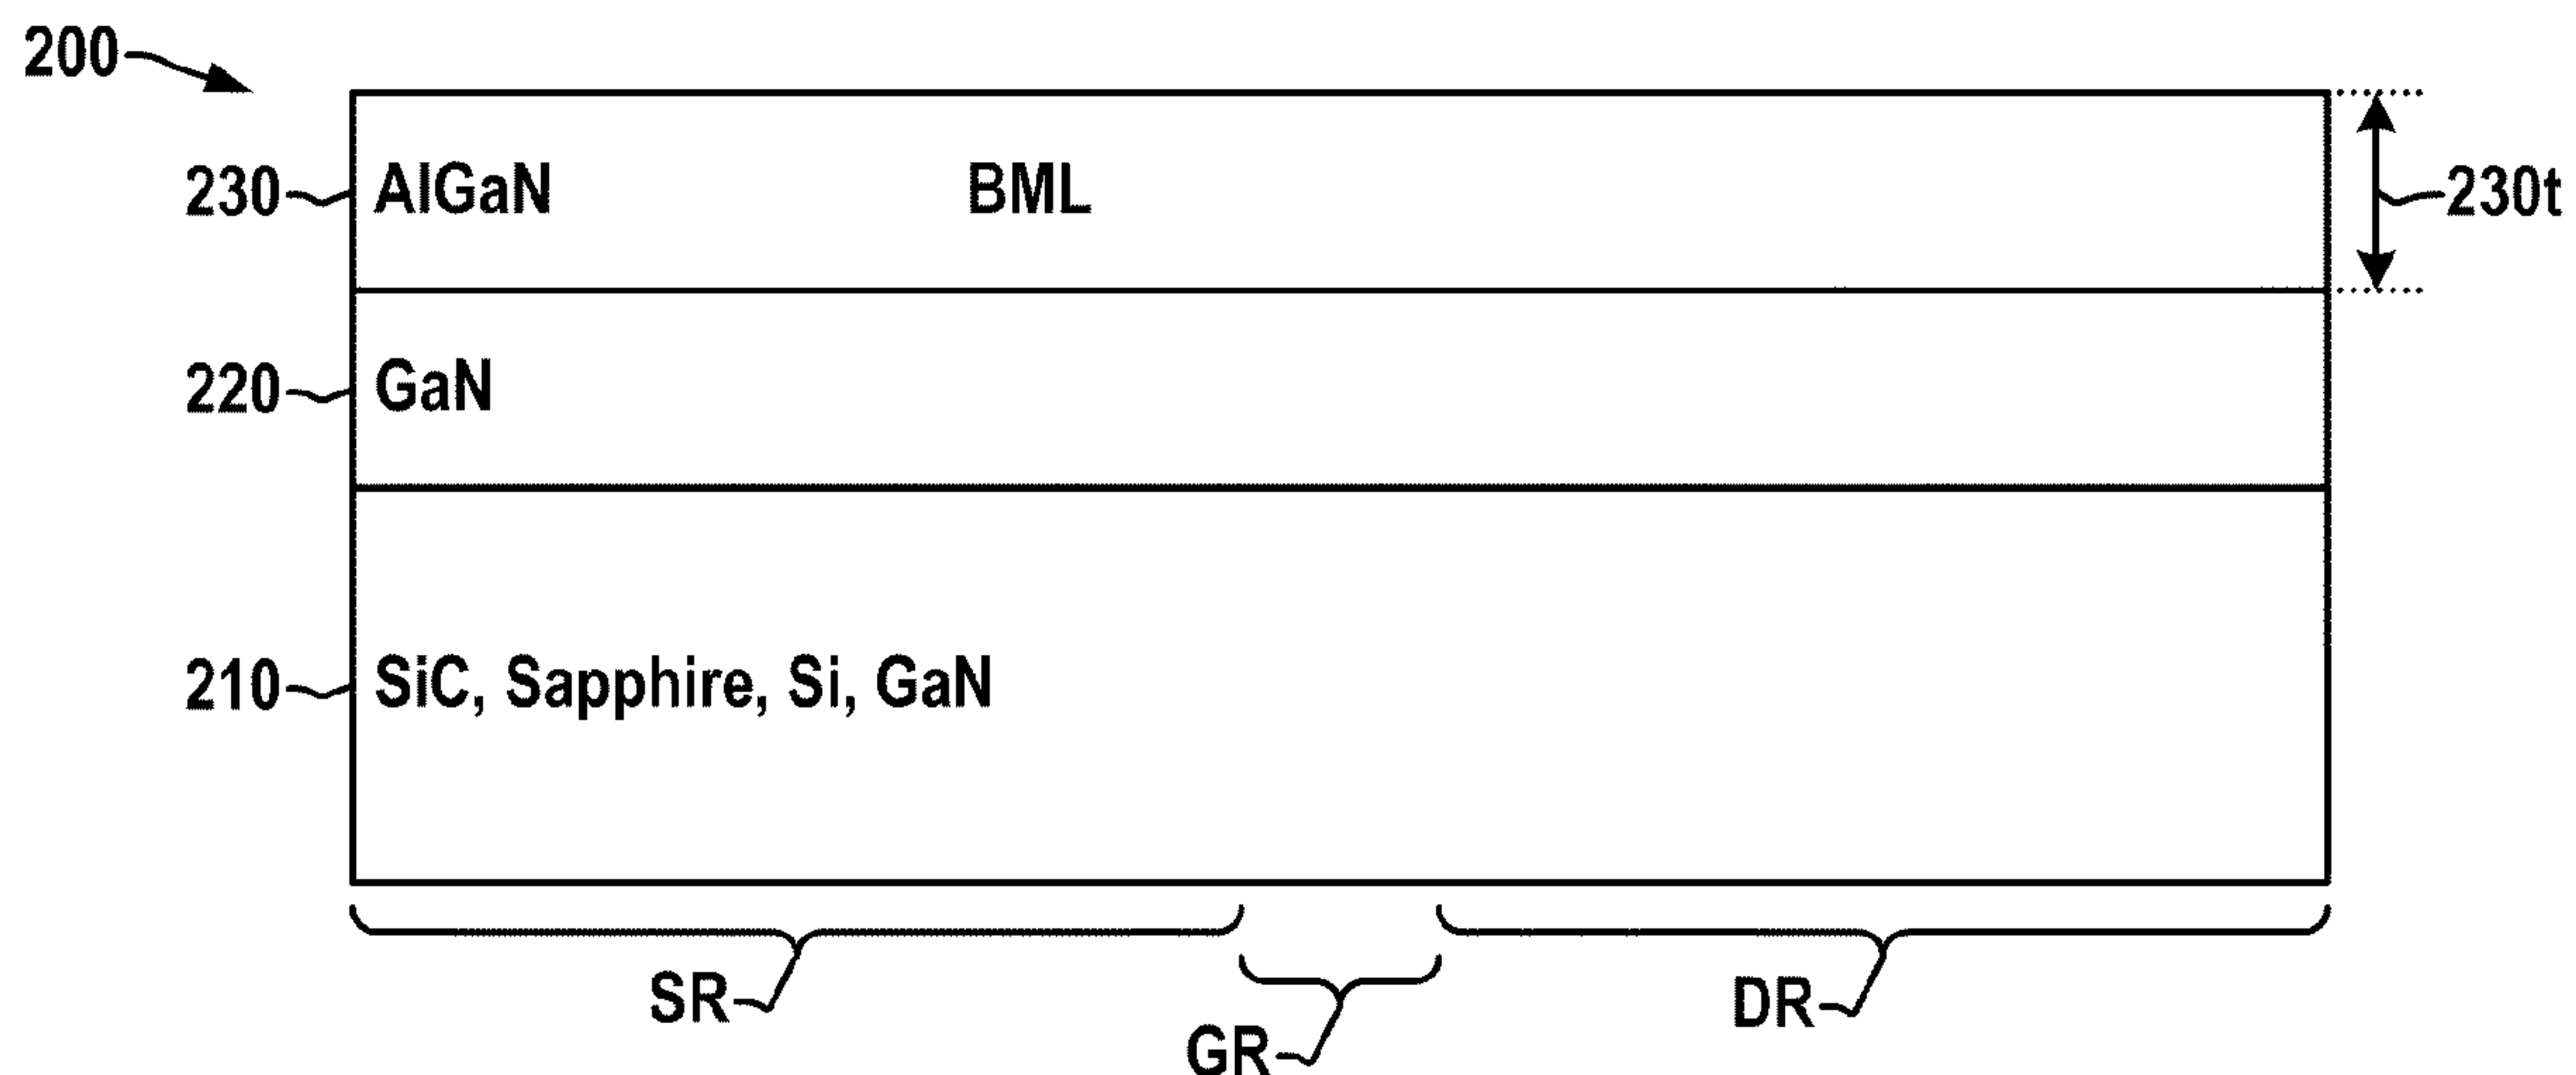 200
230 AlGaN BML 230t
220 GaN
210 SiC, Sapphire, Si, GaN
SR DR
GR